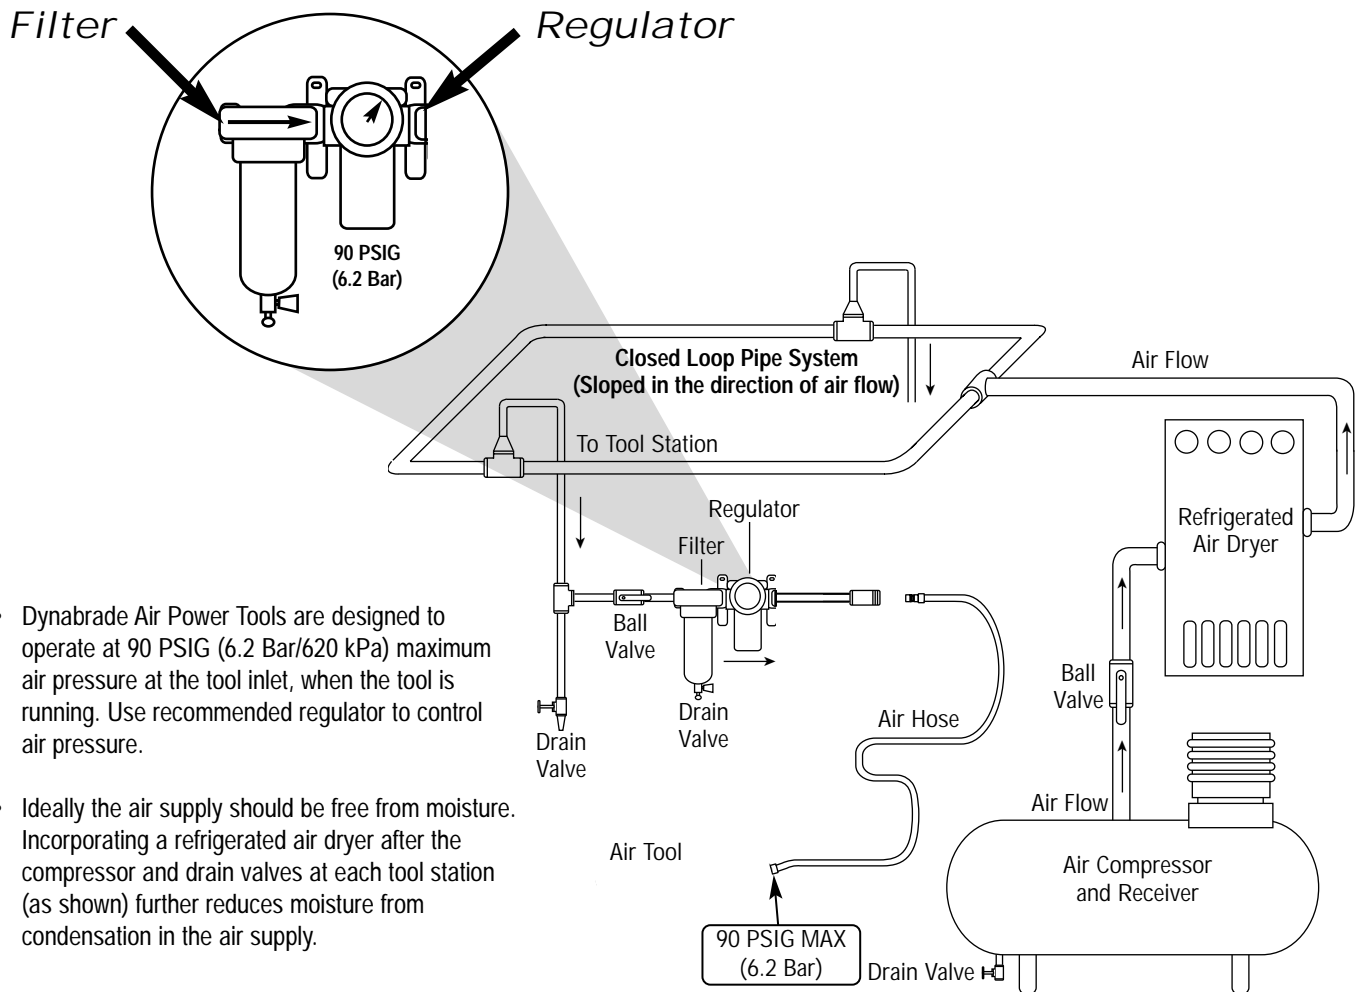 Filter
Regulator
90 PSIG
(6.2 Bar)
Closed Loop Pipe System
(Sloped in the direction of air flow)
Air Flow
To Tool Station
Regulator
Filter
Refrigerated
Air Dryer
Ball
Valve
Drain
Valve
Drain
Valve
Air Hose
Ball
Valve
Air Flow
Air Tool
Air Compressor
and Receiver
90 PSIG MAX
(6.2 Bar)
Drain Valve
• Dynabrade Air Power Tools are designed to
operate at 90 PSIG (6.2 Bar/620 kPa) maximum
air pressure at the tool inlet, when the tool is
running. Use recommended regulator to control
air pressure.
• Ideally the air supply should be free from moisture.
Incorporating a refrigerated air dryer after the
compressor and drain valves at each tool station
(as shown) further reduces moisture from
condensation in the air supply.